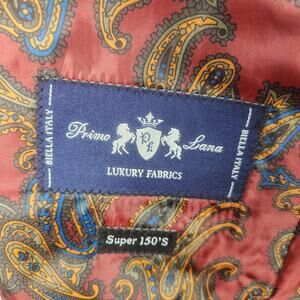 BIELLA ITALY
Primo Lana
PL
LUXURY FABRICS
BIELLA ITALY
Super 150'S